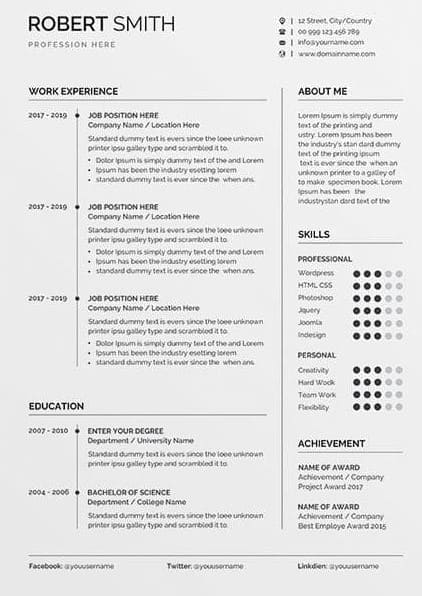 ROBERT SMITH
PROFESSION HERE
12 Street, City/Country
00 999 123 456 789
info@yourname.com
www.domainname.com
WORK EXPERIENCE
2017 - 2019
JOB POSITION HERE
Company Name / Location Here
Standard dummy text is evers since the loee unknown
printer typa galley type and scrambled it to.
• Dolor Ipsum is simply dummy text of the and Lorem
• Ipsum has been the industry esetting lorem
• standard dummy text is ever since the when ans.
2017 - 2019
JOB POSITION HERE
Company Name / Location Here
Standard dummy text is evers since the loee unknown
printer ipsu galley type and scrambled it to.
• Dolor Ipsum is simply dummy text of the and Lorem
• Ipsum has been the industry esetting lorem
• standard dummy text is ever since the when ans.
2017 - 2019
JOB POSITION HERE
Company Name / Location Here
Standard dummy text is evers since the loee unknown
printer ipsu galley type and scrambled it to.
• Dolor Ipsum is simply dummy text of the and Lorem
• Ipsum has been the industry esetting lorem
• standard dummy text is ever since the when ans.
EDUCATION
2007 - 2010
ENTER YOUR DEGREE
Department / University Name
Standard dummy text is evers since the loee unknown
printer ipsu galley type and scrambled it to.
2004 - 2006
BACHELOR OF SCIENCE
Department / College Name
Standard dummy text is evers since the loee unknown
printer ipsu galley type and scrambled it to.
ABOUT ME
Lorem Ipsum is simply dummy
text of the printing and
ustry. Lorem Ipsum has been
the industry's stan dard dummy
text of the printing ipsum
text is ever since the when an
unknown printer to a galley of
to make specimen book. Lorem
Ipsum has been the
industrystan dard text of the
SKILLS
PROFESSIONAL
Wordpress
HTML CSS
Photoshop
Jquery
Joomla
Indesign
PERSONAL
Creativity
Hard Wock
Team Work
Flexibility
ACHIEVEMENT
NAME OF AWARD
Achievement / Company
Project Award 2017
NAME OF AWARD
Achievement / Company
Best Employe Award 2015
Facebook: @youusername
Twitter: @youusername
Linkdien: @youusername